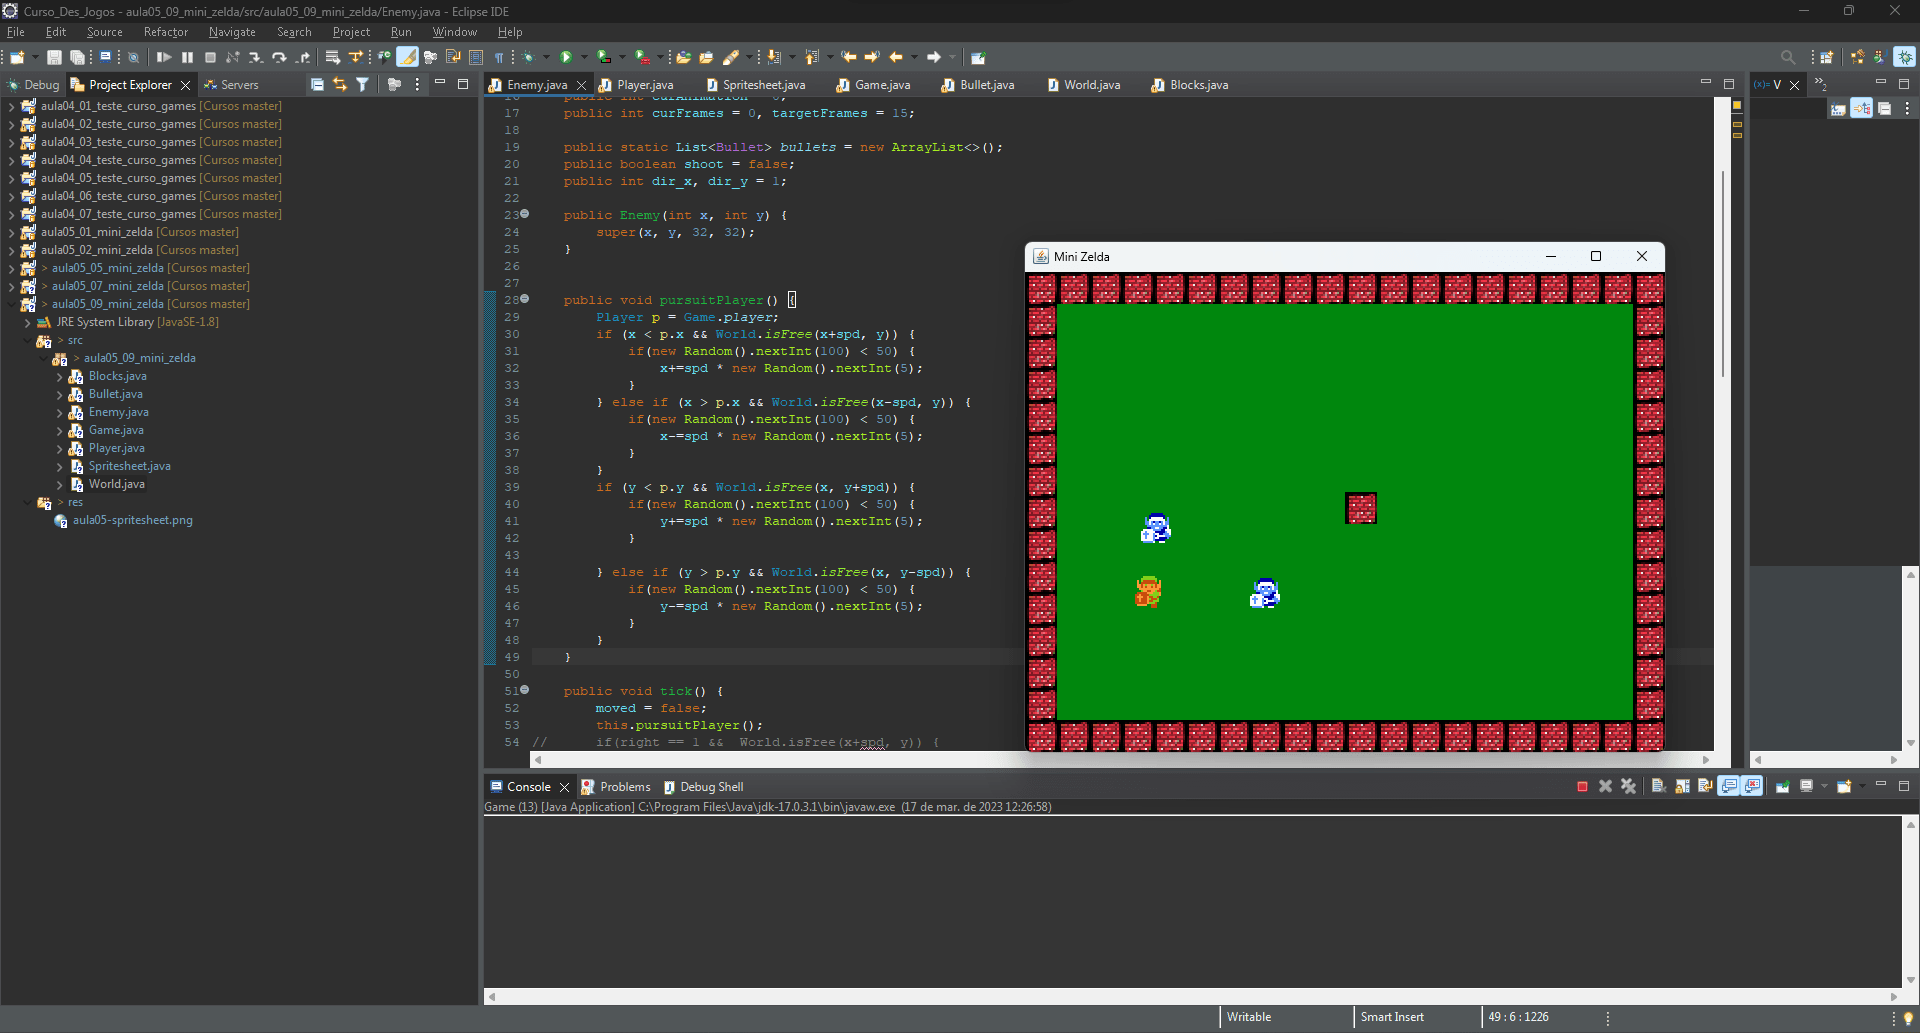 Curso_Des_Jogos - aula05_09_mini_zelda/src/aula05_09_mini_zelda/Enemy.java - Eclipse IDE
File Edit Source Refactor Navigate Search Project Run Window Help
Debug Project Explorer Servers
aula04_01_teste_curso_games [Cursos master]
aula04_02_teste_curso_games [Cursos master]
aula04_03_teste_curso_games [Cursos master]
aula04_04_teste_curso_games [Cursos master]
aula04_05_teste_curso_games [Cursos master]
aula04_06_teste_curso_games [Cursos master]
aula04_07_teste_curso_games [Cursos master]
aula05_01_mini_zelda [Cursos master]
aula05_02_mini_zelda [Cursos master]
> aula05_05_mini_zelda [Cursos master]
> aula05_07_mini_zelda [Cursos master]
> aula05_09_mini_zelda [Cursos master]
JRE System Library [JavaSE-1.8]
> src
> aula05_09_mini_zelda
Blocks.java
Bullet.java
Enemy.java
Game.java
Player.java
Spritesheet.java
World.java
> res
aula05-spritesheet.png
Enemy.java Player.java Spritesheet.java Game.java Bullet.java World.java Blocks.java
16 public int curAnimation = 0;
17 public int curFrames = 0, targetFrames = 15;
18
19 public static List<Bullet> bullets = new ArrayList<>();
20 public boolean shoot = false;
21 public int dir_x, dir_y = 1;
22
23 public Enemy(int x, int y) {
24 super(x, y, 32, 32);
25 }
26
27
28 public void pursuitPlayer() {
29 Player p = Game.player;
30 if (x < p.x && World.isFree(x+spd, y)) {
31 if(new Random().nextInt(100) < 50) {
32 x+=spd * new Random().nextInt(5);
33 }
34 } else if (x > p.x && World.isFree(x-spd, y)) {
35 if(new Random().nextInt(100) < 50) {
36 x-=spd * new Random().nextInt(5);
37 }
38 }
39 if (y < p.y && World.isFree(x, y+spd)) {
40 if(new Random().nextInt(100) < 50) {
41 y+=spd * new Random().nextInt(5);
42 }
43
44 } else if (y > p.y && World.isFree(x, y-spd)) {
45 if(new Random().nextInt(100) < 50) {
46 y-=spd * new Random().nextInt(5);
47 }
48 }
49 }
50
51 public void tick() {
52 moved = false;
53 this.pursuitPlayer();
54 // if(right == 1 && World.isFree(x+spd, y)) {
Mini Zelda
(x)= V
»2
Console Problems Debug Shell
Game (13) [Java Application] C:\Program Files\Java\jdk-17.0.3.1\bin\javaw.exe (17 de mar. de 2023 12:26:58)
Writable Smart Insert 49 : 6 : 1226